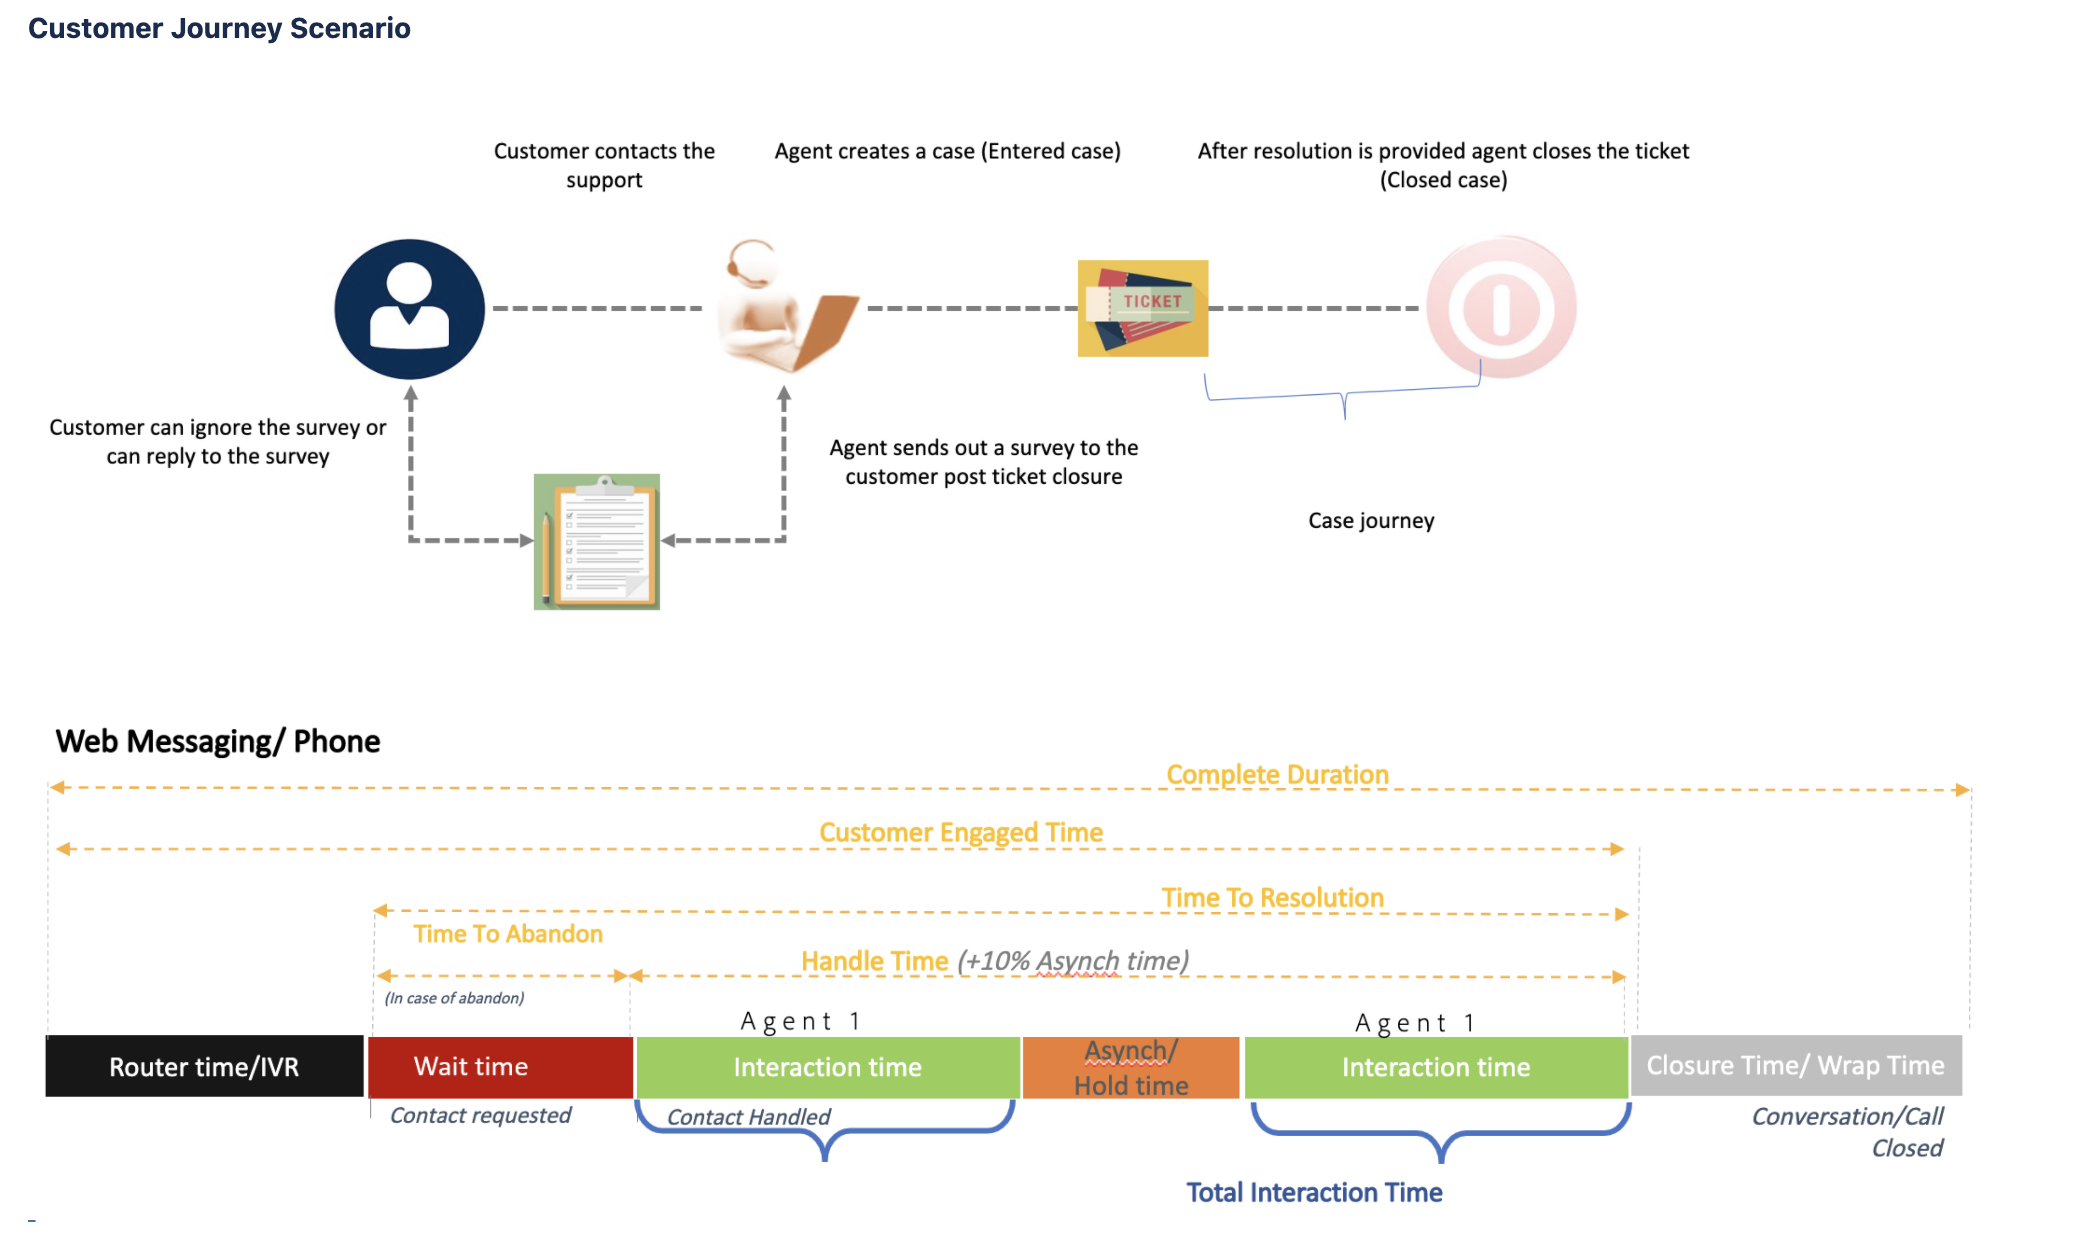 Customer Journey Scenario
Customer contacts the
support
Agent creates a case (Entered case)
After resolution is provided agent closes the ticket
(Closed case)
TICKET
Customer can ignore the survey or
can reply to the survey
Agent sends out a survey to the
customer post ticket closure
Case journey
Web Messaging/ Phone
Complete Duration
Customer Engaged Time
Time To Resolution
Time To Abandon
Handle Time (+10% Asynch time)
(In case of abandon)
Agent 1
Agent 1
Router time/IVR
Wait time
Interaction time
Asynch/
Hold time
Interaction time
Closure Time/ Wrap Time
Contact requested
Contact Handled
Conversation/Call
Closed
Total Interaction Time